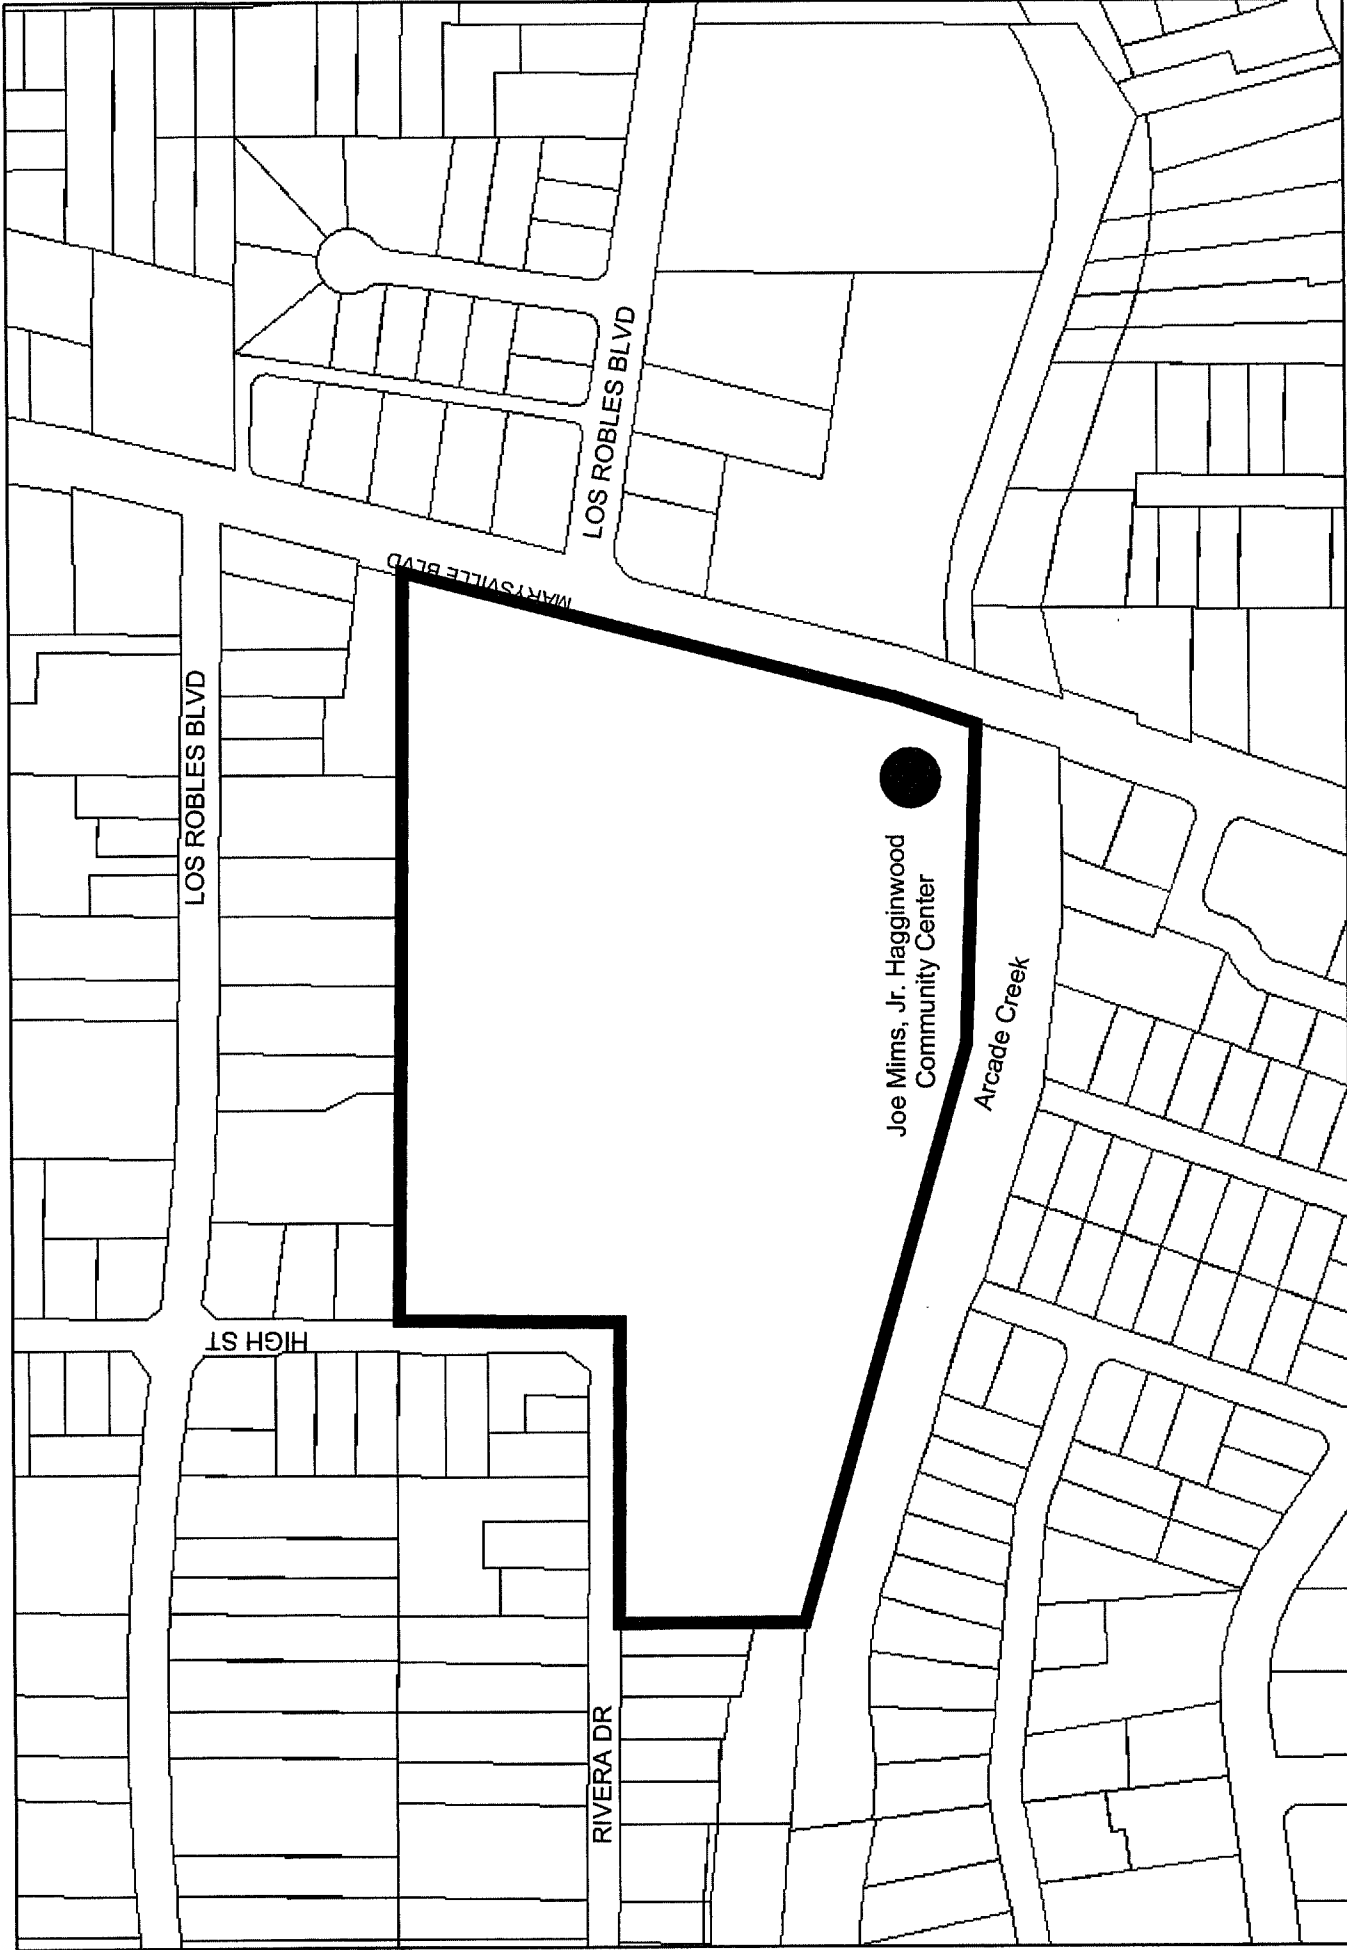 LOS ROBLES BLVD
HIGH ST
MARYSVILLE BLVD
LOS ROBLES BLVD
RIVERA DR
Joe Mims, Jr. Hagginwood
Community Center
Arcade Creek